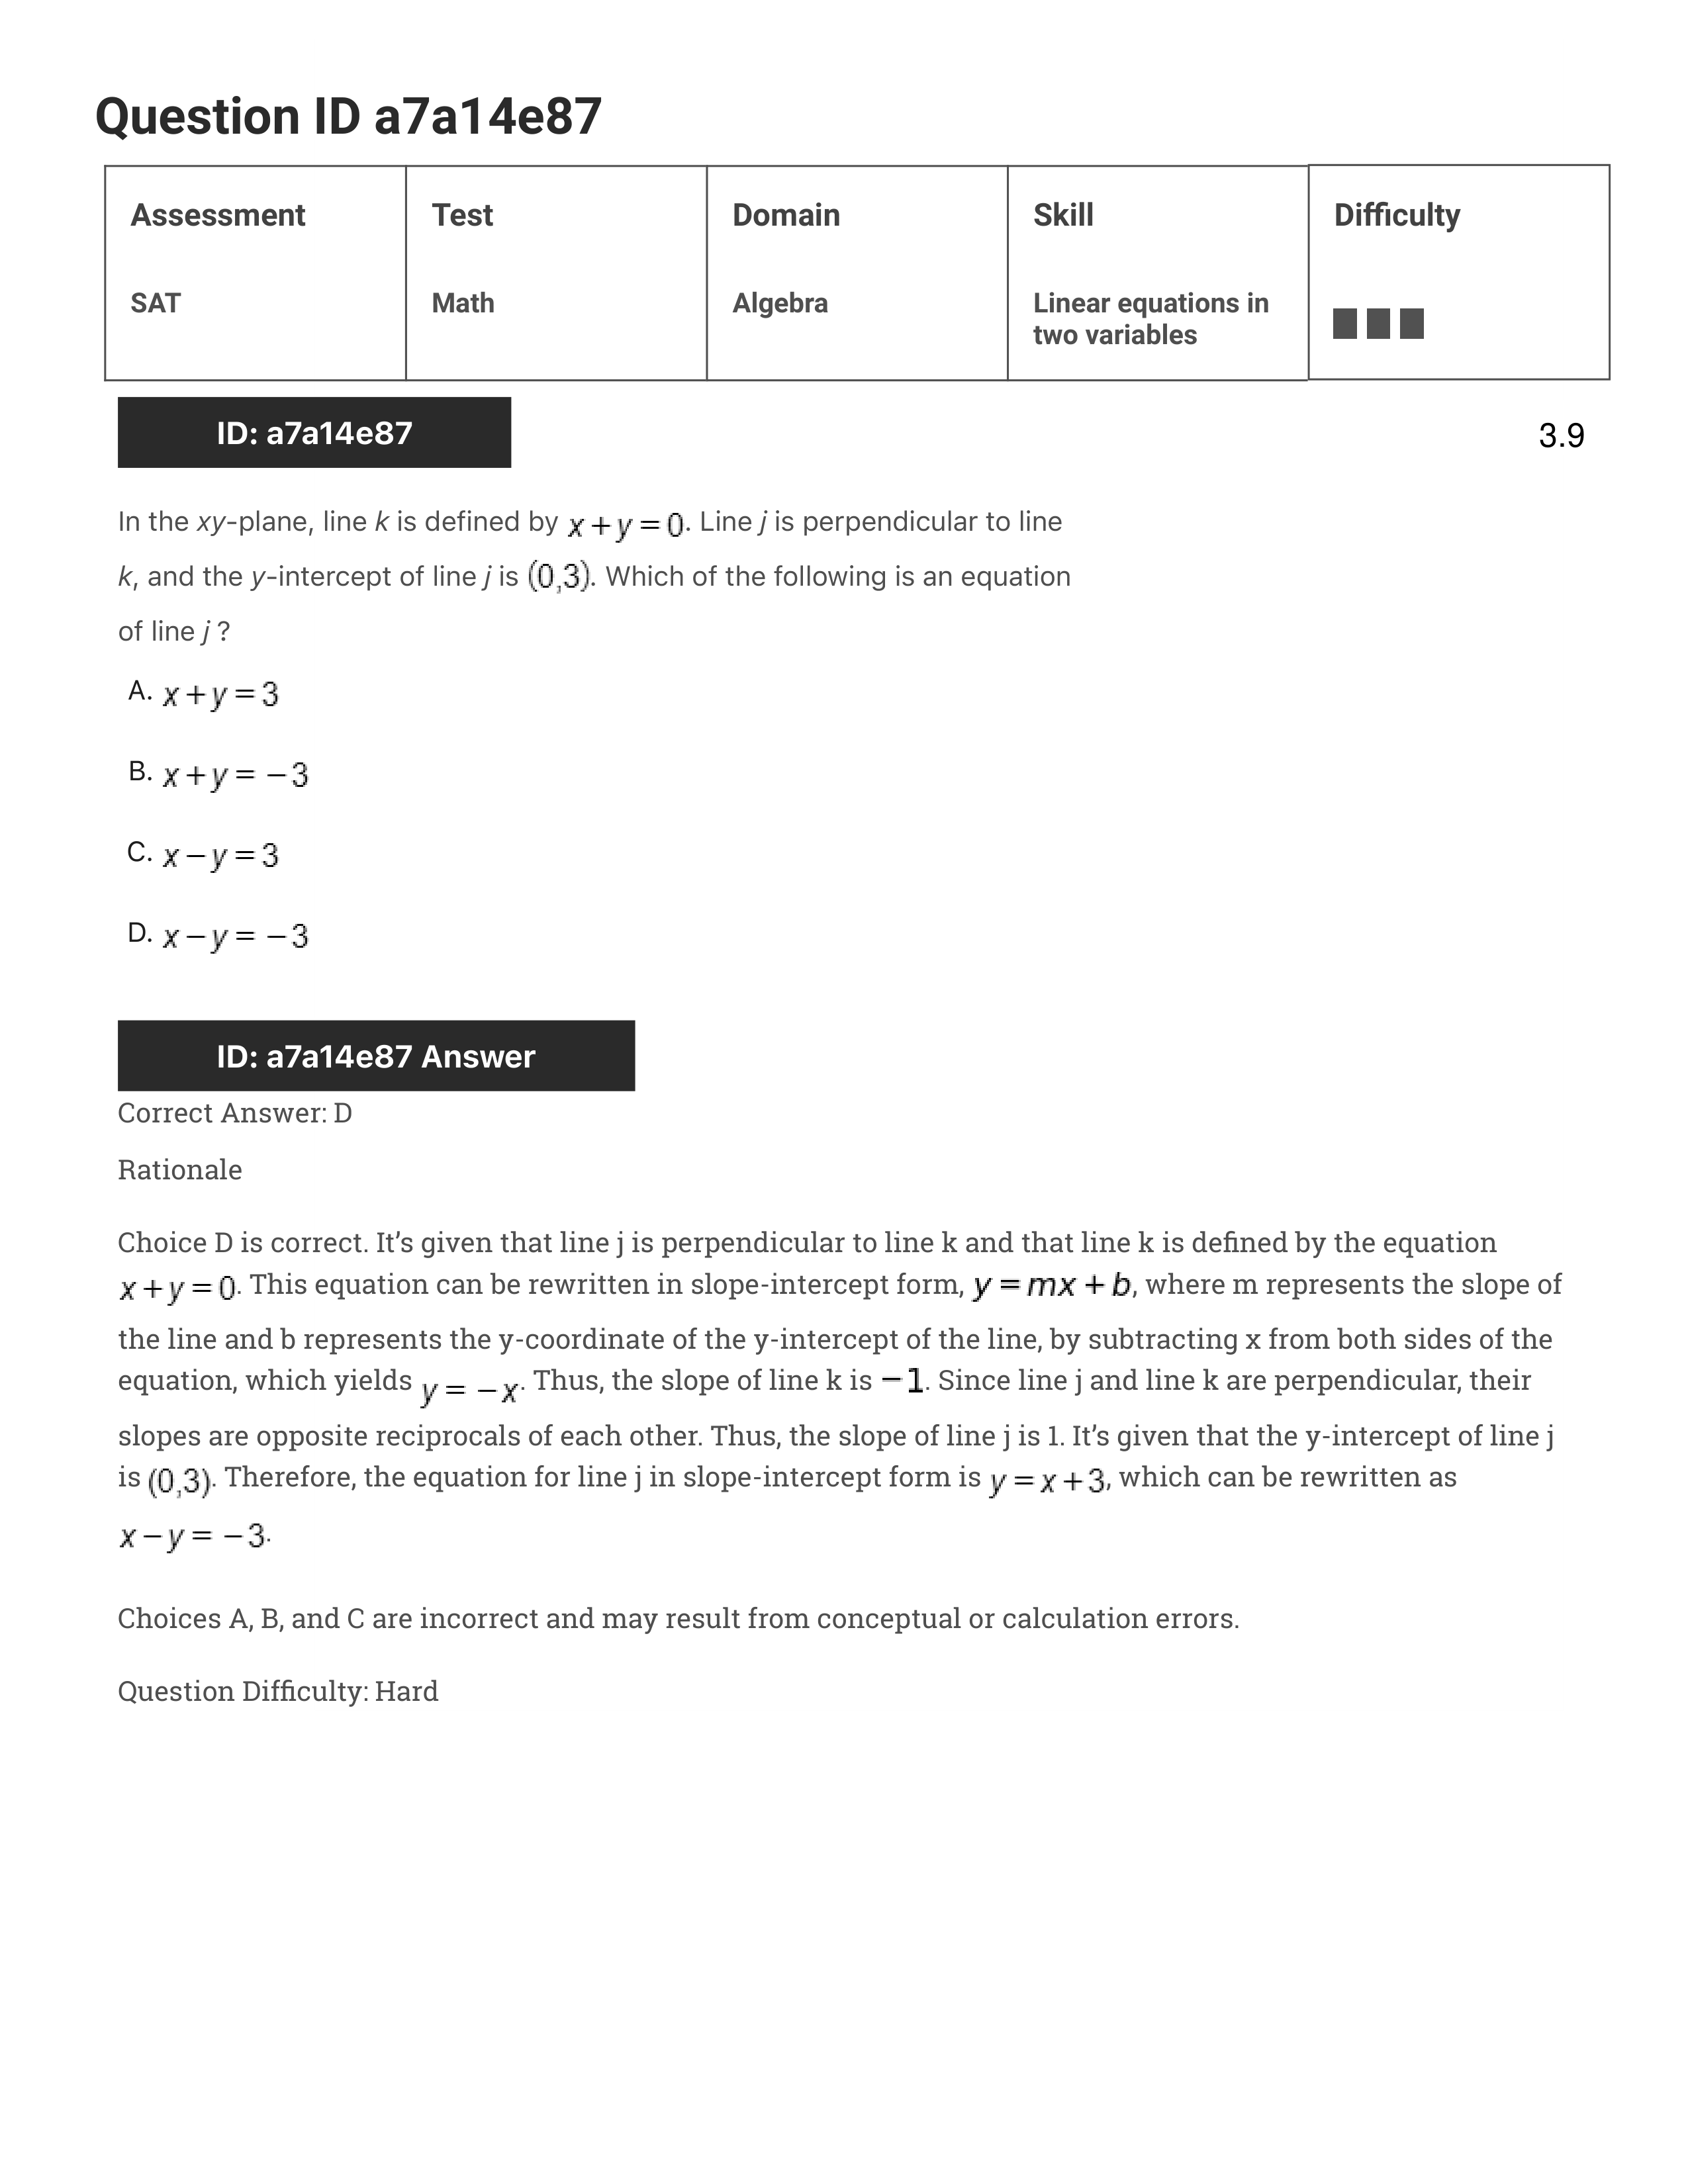 Question ID a7a14e87
Assessment
Test
Domain
Skill
Difficulty
SAT
Math
Algebra
Linear equations in
two variables
ID: a7a14e87
3.9
In the xy-plane, line k is defined by x + y = 0. Line j is perpendicular to line
k, and the y-intercept of line j is (0,3). Which of the following is an equation
of line j ?
A. x + y = 3
B. x + y = −3
C. x − y = 3
D. x − y = −3
ID: a7a14e87 Answer
Correct Answer: D
Rationale
Choice D is correct. It’s given that line j is perpendicular to line k and that line k is defined by the equation
x + y = 0. This equation can be rewritten in slope-intercept form, y = mx + b, where m represents the slope of
the line and b represents the y-coordinate of the y-intercept of the line, by subtracting x from both sides of the
equation, which yields y = −x. Thus, the slope of line k is −1. Since line j and line k are perpendicular, their
slopes are opposite reciprocals of each other. Thus, the slope of line j is 1. It’s given that the y-intercept of line j
is (0,3). Therefore, the equation for line j in slope-intercept form is y = x + 3, which can be rewritten as
x − y = −3.
Choices A, B, and C are incorrect and may result from conceptual or calculation errors.
Question Difficulty: Hard